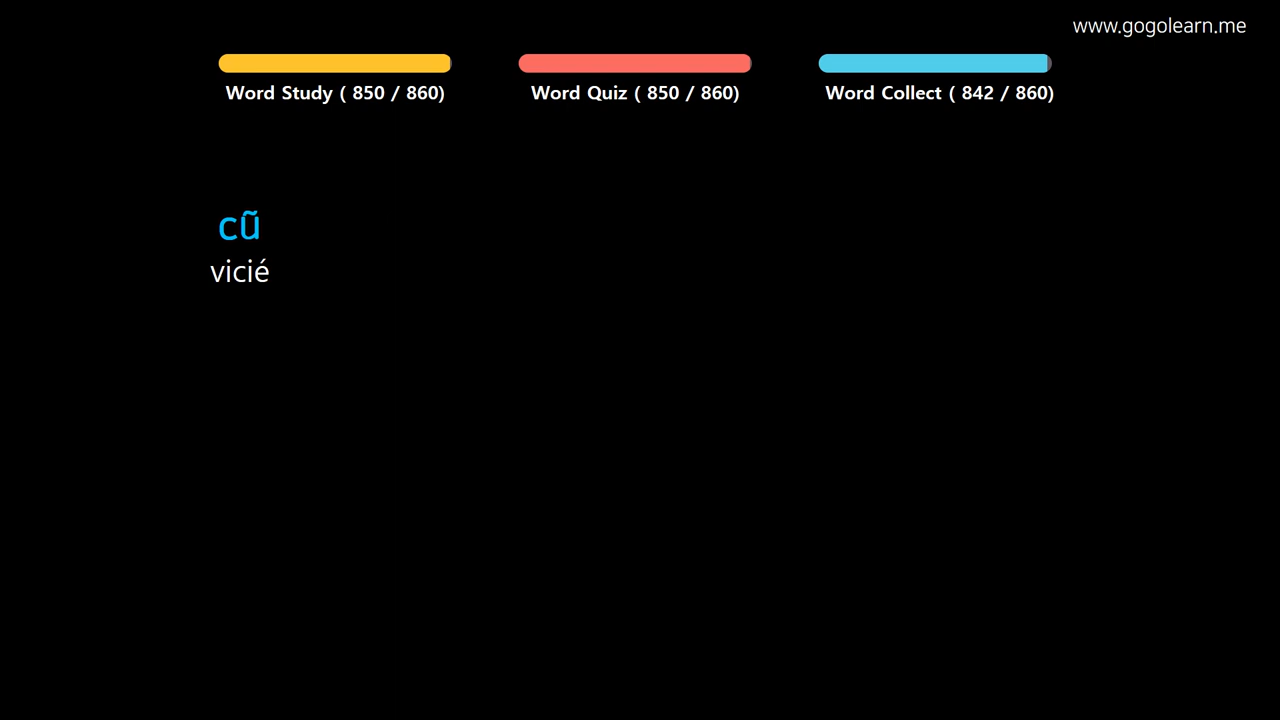 www.gogolearn.me
Word Study ( 850 / 860)
Word Quiz ( 850 / 860)
Word Collect ( 842 / 860)
cũ
vicié